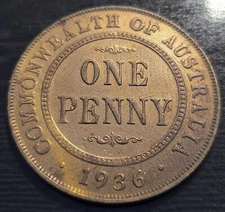 COMMONWEALTH OF AUSTRALIA
ONE
PENNY
· 1936 ·